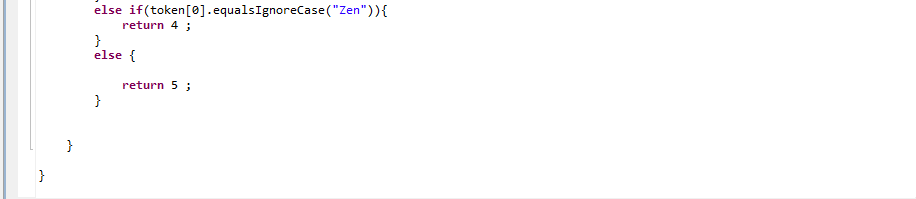 else if(token[0].equalsIgnoreCase("Zen")){
return 4 ;
}
else {
return 5 ;
}
}
}